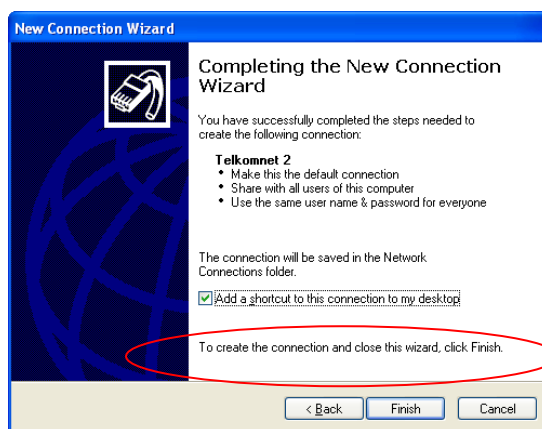 New Connection Wizard
Completing the New Connection
Wizard
You have successfully completed the steps needed to
create the following connection:
Telkomnet 2
• Make this the default connection
• Share with all users of this computer
• Use the same user name & password for everyone
The connection will be saved in the Network
Connections folder.
Add a shortcut to this connection to my desktop
To create the connection and close this wizard, click Finish.
< Back Finish Cancel